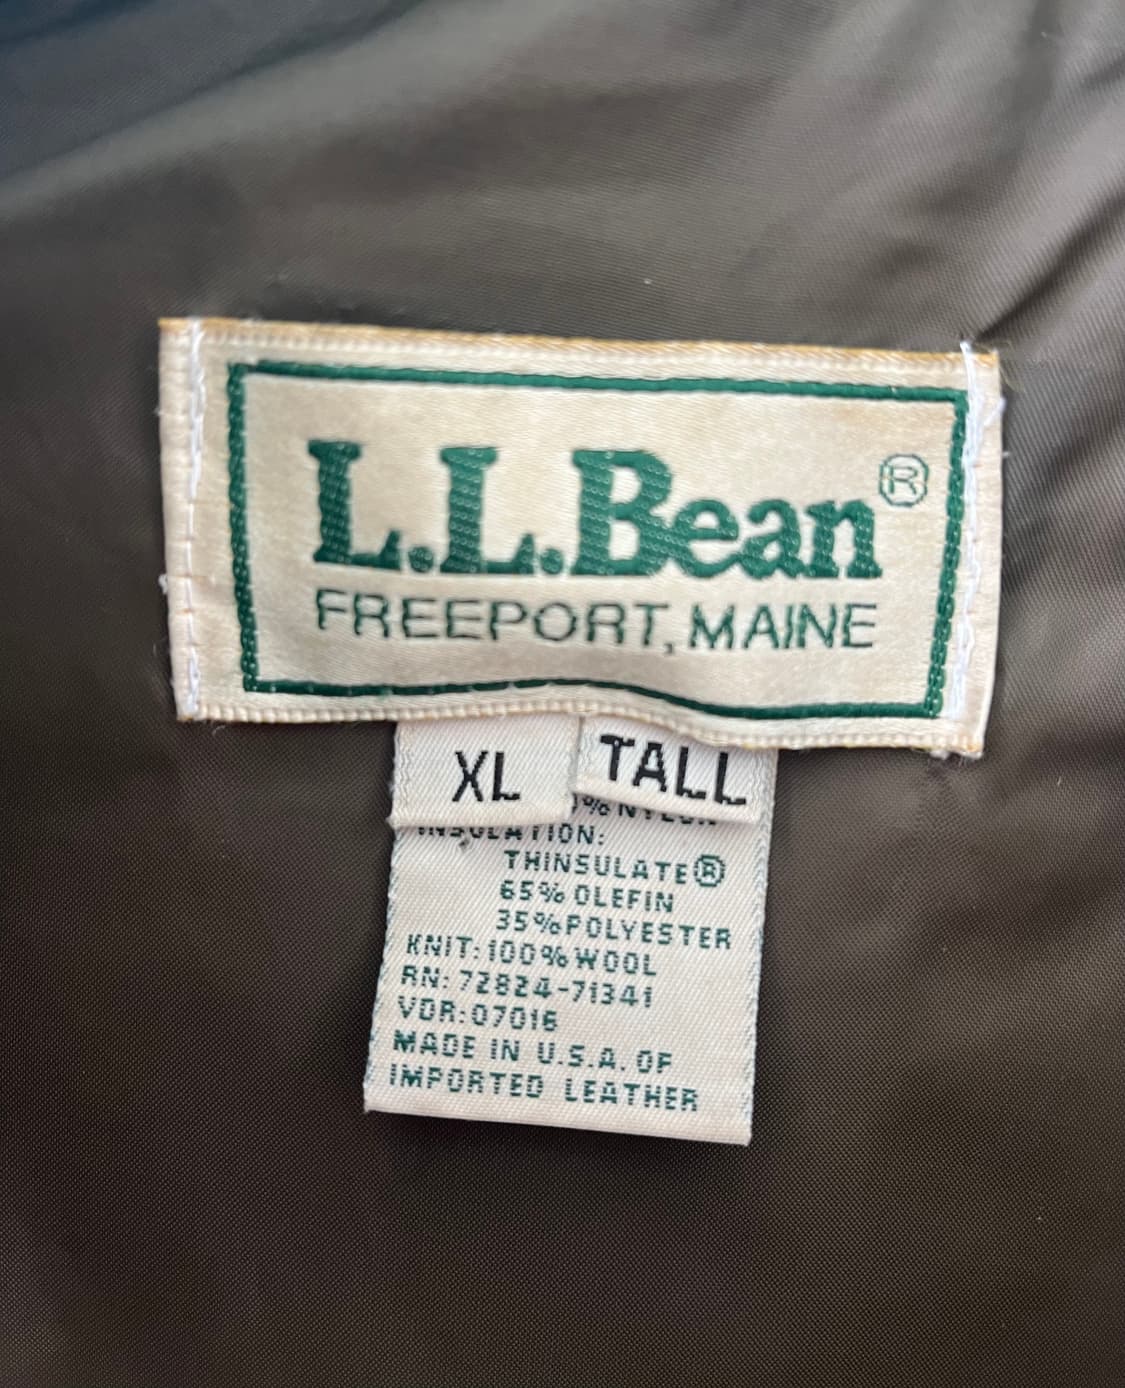 L.L.Bean®
FREEPORT, MAINE
XL
TALL
INSULATION:
THINSULATE®
65% OLEFIN
35% POLYESTER
KNIT: 100% WOOL
RN: 72824-71341
VDR: 07016
MADE IN U.S.A. OF
IMPORTED LEATHER